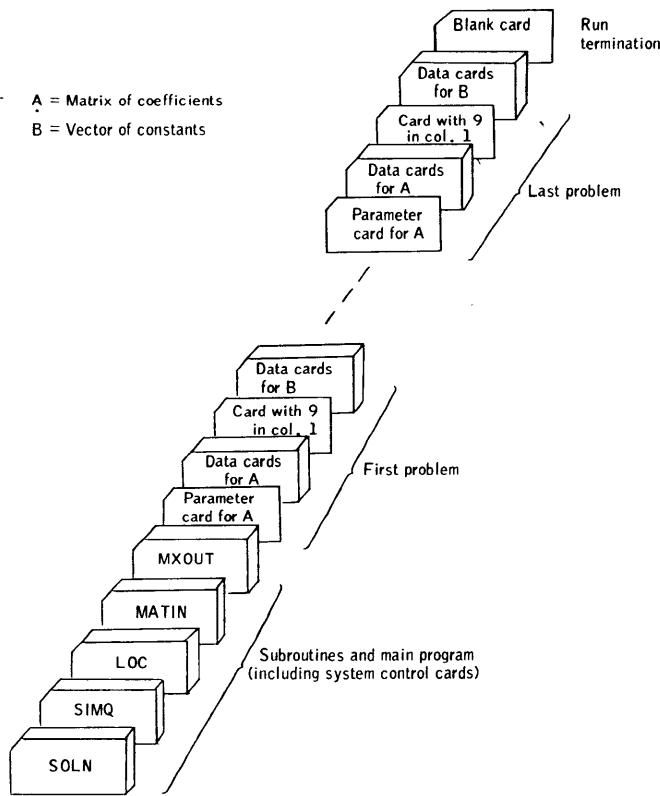 Blank card
Run
termination
Data cards
for B
A = Matrix of coefficients
B = Vector of constants
Card with 9
in col. 1
Data cards
for A
Last problem
Parameter
card for A
Data cards
for B
Card with 9
in col. 1
Data cards
for A
First problem
Parameter
card for A
MXOUT
MATIN
LOC
Subroutines and main program
(including system control cards)
SIMQ
SOLN